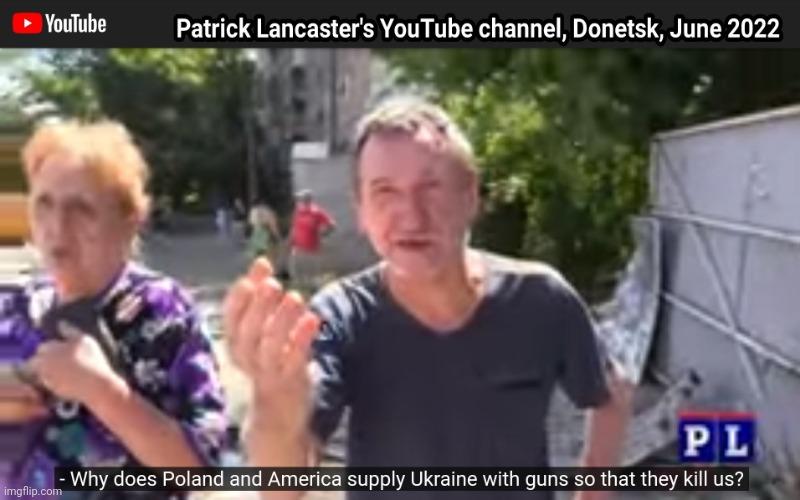 YouTube Patrick Lancaster's YouTube channel, Donetsk, June 2022
P L
- Why does Poland and America supply Ukraine with guns so that they kill us?
imgflip.com